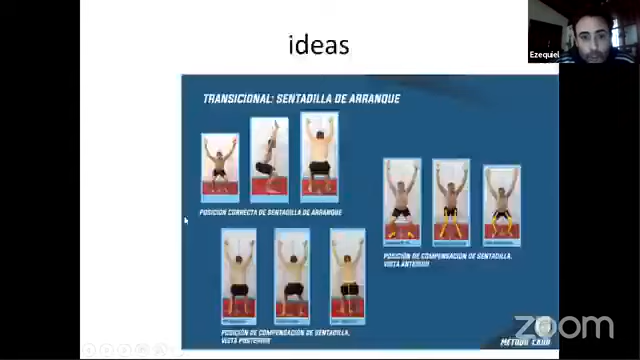 ideas
Ezequiel
TRANSICIONAL: SENTADILLA DE ARRANQUE
POSICIÓN CORRECTA DE SENTADILLA DE ARRANQUE
POSICIÓN DE COMPENSACIÓN DE SENTADILLA.
VISTA ANTERIOR
POSICIÓN DE COMPENSACIÓN DE SENTADILLA.
VISTA POSTERIOR
zoom